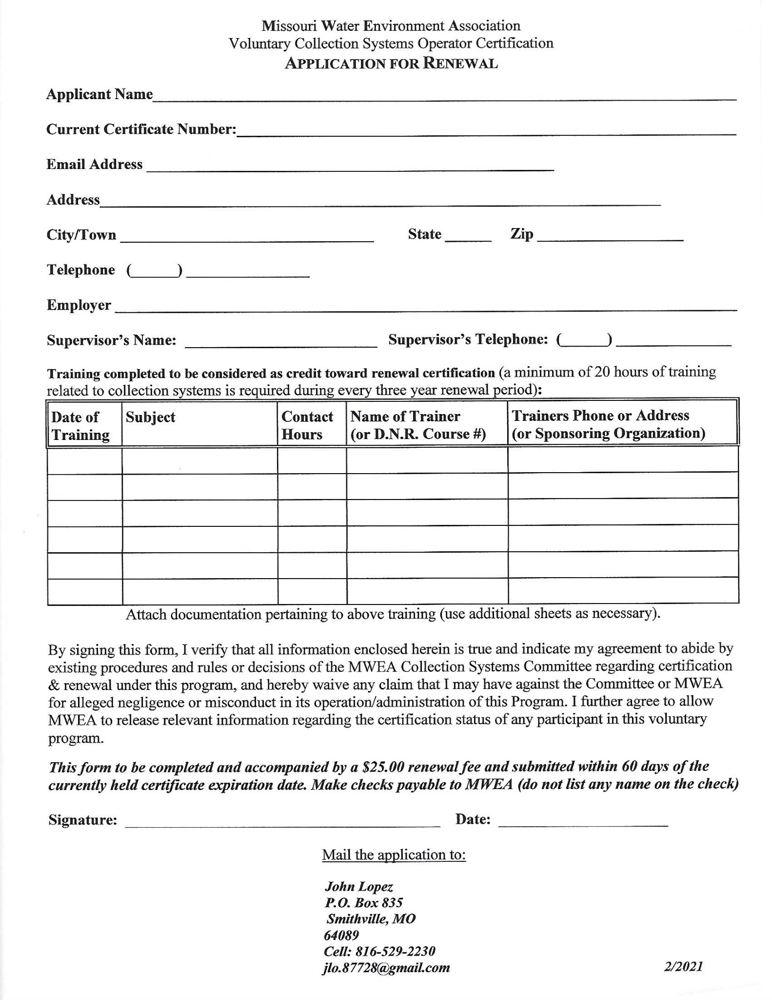 Missouri Water Environment Association
Voluntary Collection Systems Operator Certification
APPLICATION FOR RENEWAL
Applicant Name
Current Certificate Number:
Email Address
Address
City/Town State Zip
Telephone ( )
Employer
Supervisor's Name: Supervisor's Telephone: ( )
Training completed to be considered as credit toward renewal certification (a minimum of 20 hours of training
related to collection systems is required during every three year renewal period):
Date of Training
Subject
Contact Hours
Name of Trainer (or D.N.R. Course #)
Trainers Phone or Address (or Sponsoring Organization)
Attach documentation pertaining to above training (use additional sheets as necessary).
By signing this form, I verify that all information enclosed herein is true and indicate my agreement to abide by
existing procedures and rules or decisions of the MWEA Collection Systems Committee regarding certification
& renewal under this program, and hereby waive any claim that I may have against the Committee or MWEA
for alleged negligence or misconduct in its operation/administration of this Program. I further agree to allow
MWEA to release relevant information regarding the certification status of any participant in this voluntary
program.
This form to be completed and accompanied by a $25.00 renewal fee and submitted within 60 days of the
currently held certificate expiration date. Make checks payable to MWEA (do not list any name on the check)
Signature: Date:
Mail the application to:
John Lopez
P.O. Box 835
Smithville, MO
64089
Cell: 816-529-2230
jlo.87728@gmail.com
2/2021